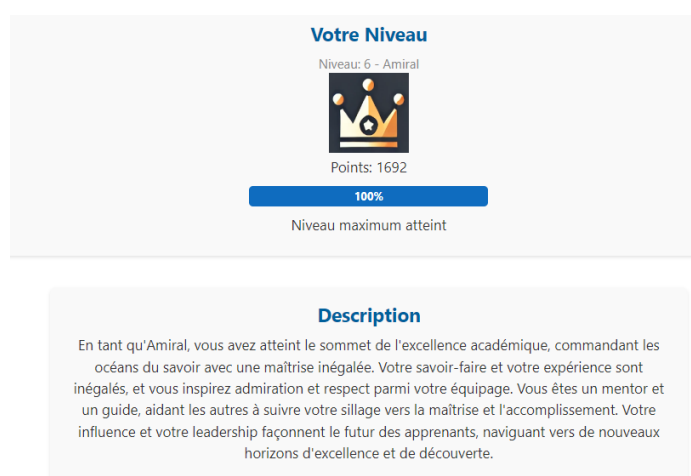 Votre Niveau
Niveau: 6 - Amiral
Points: 1692
100%
Niveau maximum atteint
Description
En tant qu'Amiral, vous avez atteint le sommet de l'excellence académique, commandant les
océans du savoir avec une maîtrise inégalée. Votre savoir-faire et votre expérience sont
inégalés, et vous inspirez admiration et respect parmi votre équipage. Vous êtes un mentor et
un guide, aidant les autres à suivre votre sillage vers la maîtrise et l'accomplissement. Votre
influence et votre leadership façonnent le futur des apprenants, naviguant vers de nouveaux
horizons d'excellence et de découverte.